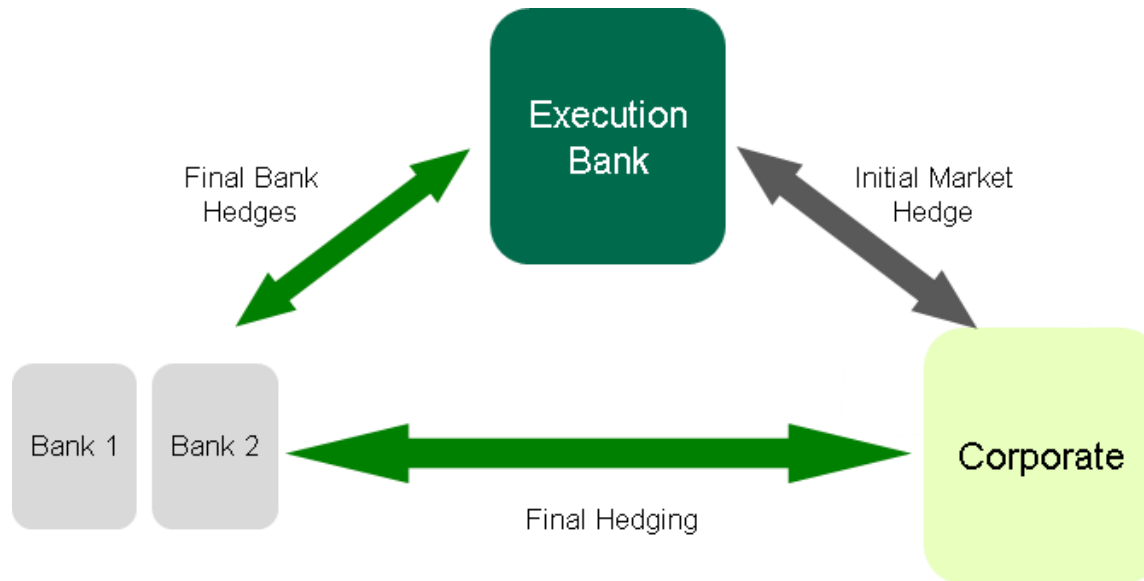 Execution
Bank
Final Bank
Hedges
Initial Market
Hedge
Bank 1
Bank 2
Corporate
Final Hedging